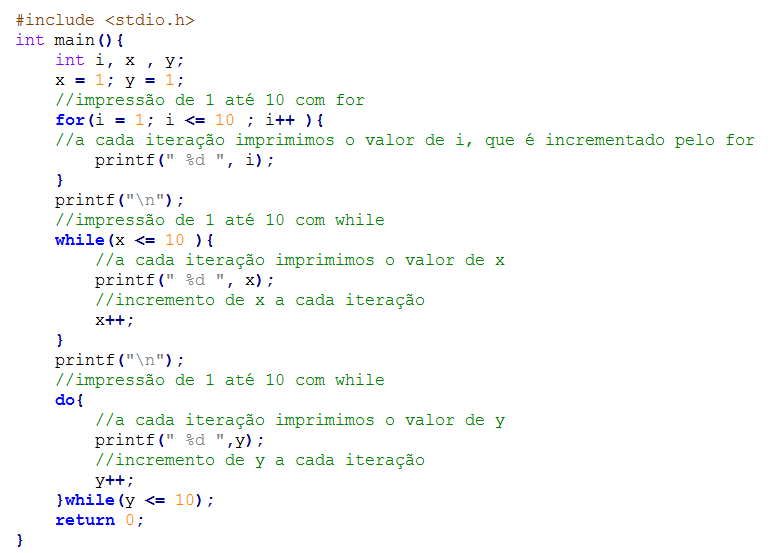 #include <stdio.h>
int main(){
    int i, x , y;
    x = 1; y = 1;
    //impressão de 1 até 10 com for
    for(i = 1; i <= 10 ; i++ ){
    //a cada iteração imprimimos o valor de i, que é incrementado pelo for
        printf(" %d ", i);
    }
    printf("\n");
    //impressão de 1 até 10 com while
    while(x <= 10 ){
        //a cada iteração imprimimos o valor de x
        printf(" %d ", x);
        //incremento de x a cada iteração
        x++;
    }
    printf("\n");
    //impressão de 1 até 10 com while
    do{
        //a cada iteração imprimimos o valor de y
        printf(" %d ",y);
        //incremento de y a cada iteração
        y++;
    }while(y <= 10);
    return 0;
}